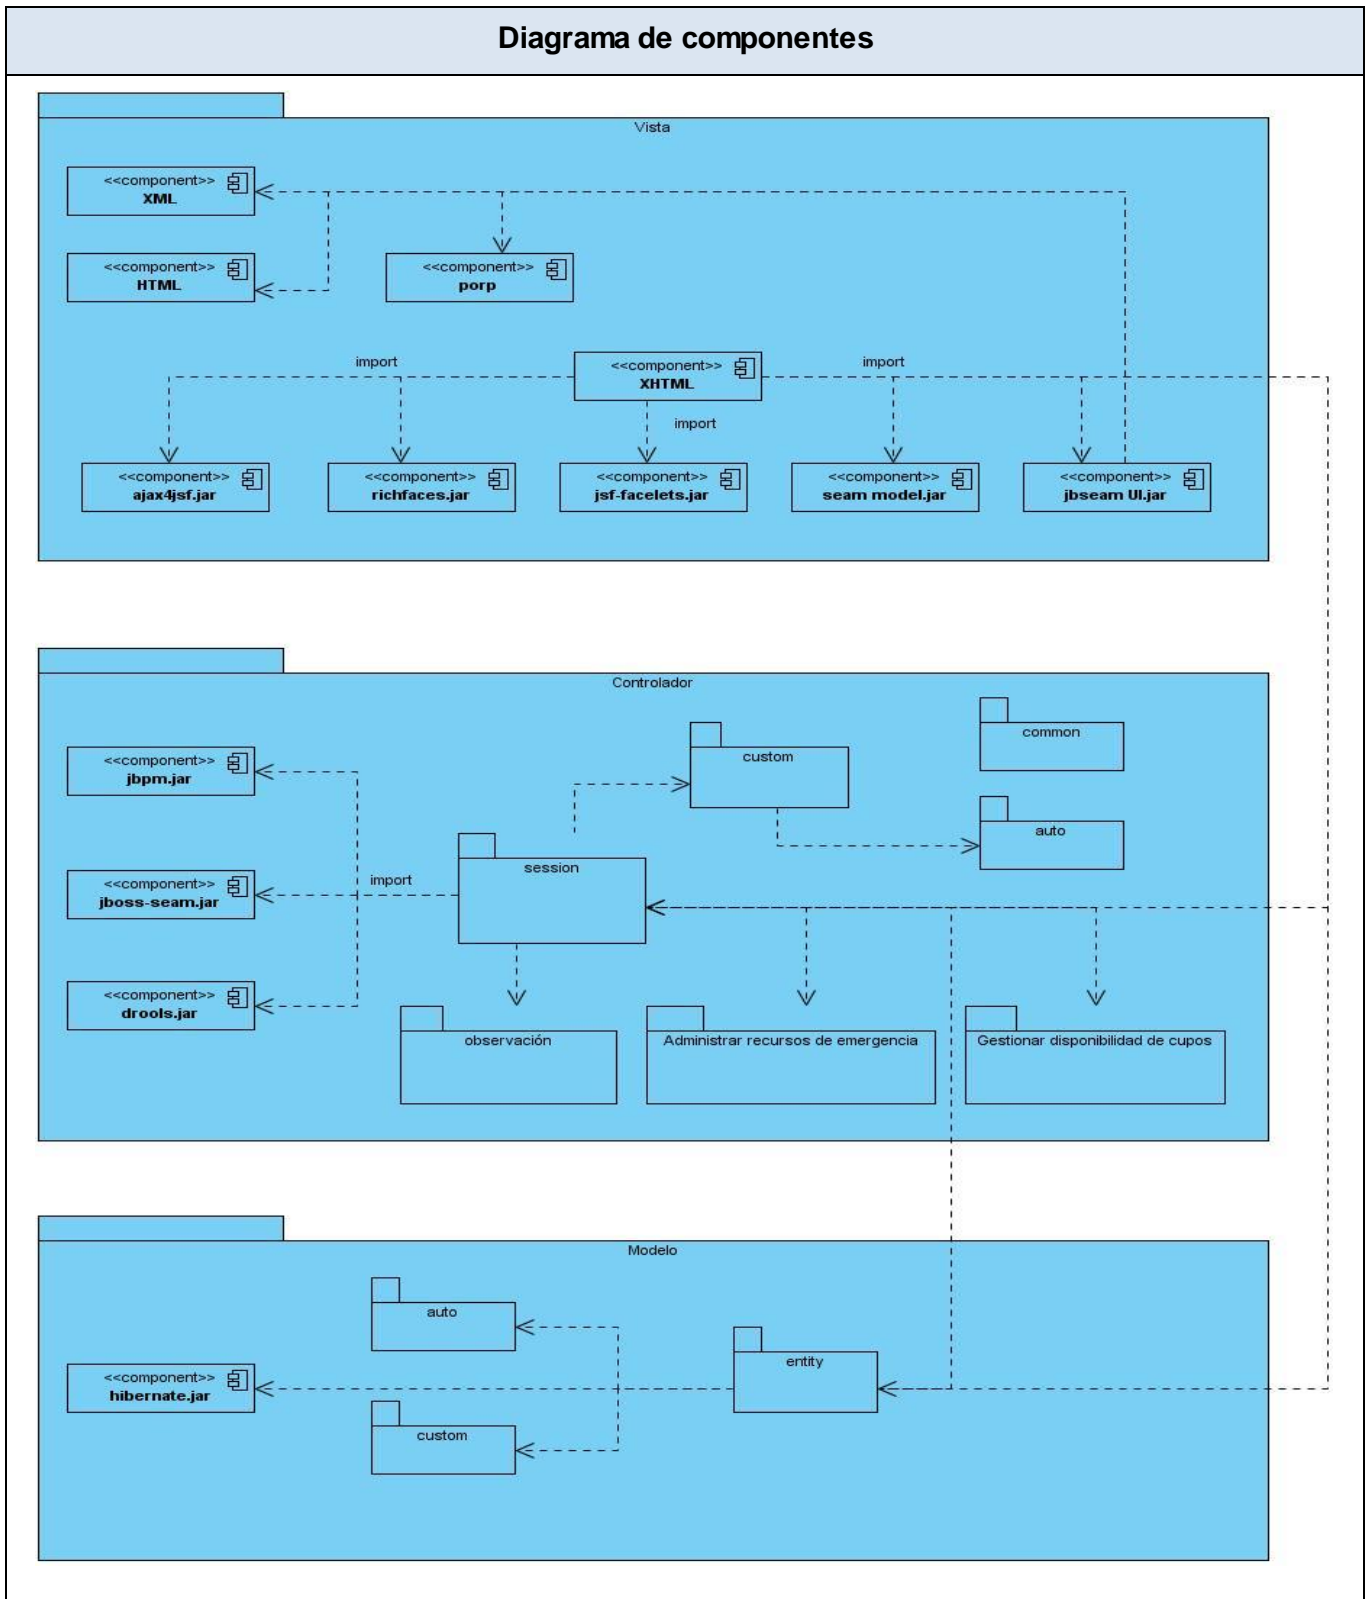 Diagrama de componentes
Vista
<<component>>
XML
<<component>>
HTML
<<component>>
porp
import
<<component>>
XHTML
import
import
<<component>>
ajax4jsf.jar
<<component>>
richfaces.jar
<<component>>
jsf-facelets.jar
<<component>>
seam model.jar
<<component>>
jbseam UI.jar
Controlador
<<component>>
jbpm.jar
custom
common
auto
session
<<component>>
jboss-seam.jar
import
<<component>>
drools.jar
observación
Administrar recursos de emergencia
Gestionar disponibilidad de cupos
Modelo
auto
entity
<<component>>
hibernate.jar
custom